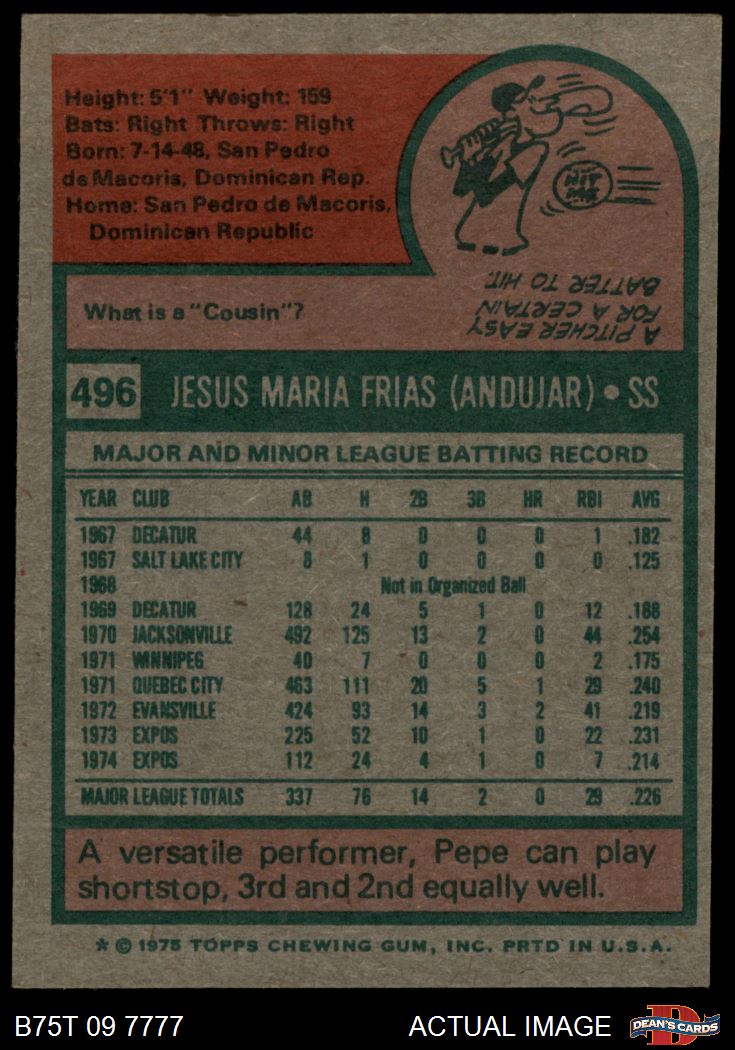 Height: 5'1" Weight: 159
Bats: Right Throws: Right
Born: 7-14-48, San Pedro
de Macoris, Dominican Rep.
Home: San Pedro de Macoris,
Dominican Republic
HIT ME
What is a "Cousin"?
A PITCHER EASY
FOR A CERTAIN
BATTER TO HIT.
496 JESUS MARIA FRIAS (ANDUJAR) • SS
MAJOR AND MINOR LEAGUE BATTING RECORD
YEAR CLUB AB H 2B 3B HR RBI AVG
1967 DECATUR 44 8 0 0 0 1 .182
1967 SALT LAKE CITY 8 1 0 0 0 0 .125
1968 Not in Organized Ball
1969 DECATUR 128 24 5 1 0 12 .188
1970 JACKSONVILLE 492 125 13 2 0 44 .254
1971 WINNIPEG 40 7 0 0 0 2 .175
1971 QUEBEC CITY 463 111 20 5 1 29 .240
1972 EVANSVILLE 424 93 14 3 2 41 .219
1973 EXPOS 225 52 10 1 0 22 .231
1974 EXPOS 112 24 4 1 0 7 .214
MAJOR LEAGUE TOTALS 337 76 14 2 0 29 .226
A versatile performer, Pepe can play
shortstop, 3rd and 2nd equally well.
* © 1975 TOPPS CHEWING GUM, INC. PRTD IN U.S.A.
B75T 09 7777 ACTUAL IMAGE D DEAN'S CARDS